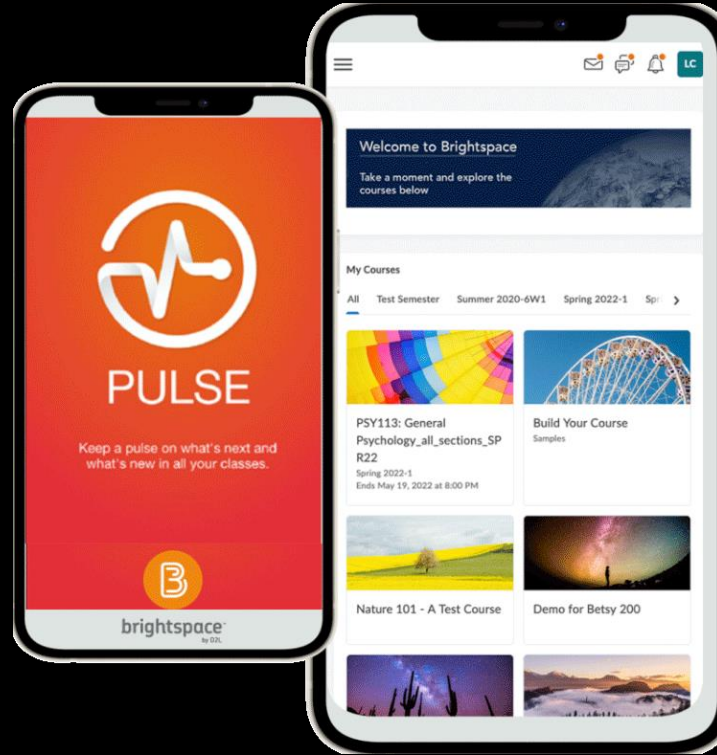 PULSE
Keep a pulse on what's next and
what's new in all your classes.
B
brightspace
by D2L
LC
Welcome to Brightspace
Take a moment and explore the
courses below
My Courses
All Test Semester Summer 2020-6W1 Spring 2022-1 Spr
PSY113: General
Psychology_all_sections_SP
R22
Spring 2022-1
Ends May 19, 2022 at 8:00 PM
Build Your Course
Samples
Nature 101 - A Test Course
Demo for Betsy 200